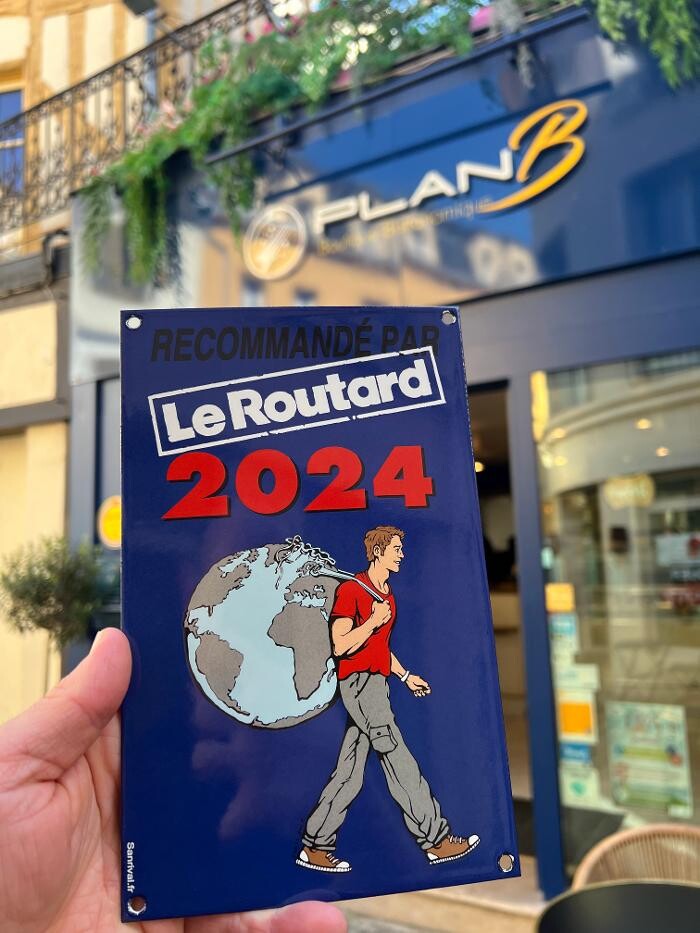 PLAN B
RECOMMANDÉ PAR
Le Routard
2024
Sanrival.fr